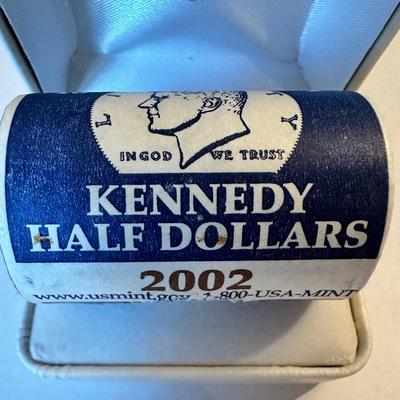 L Y
IN GOD WE TRUST
KENNEDY
HALF DOLLARS
2002
www.usmint.gov 1-800-USA-MINT